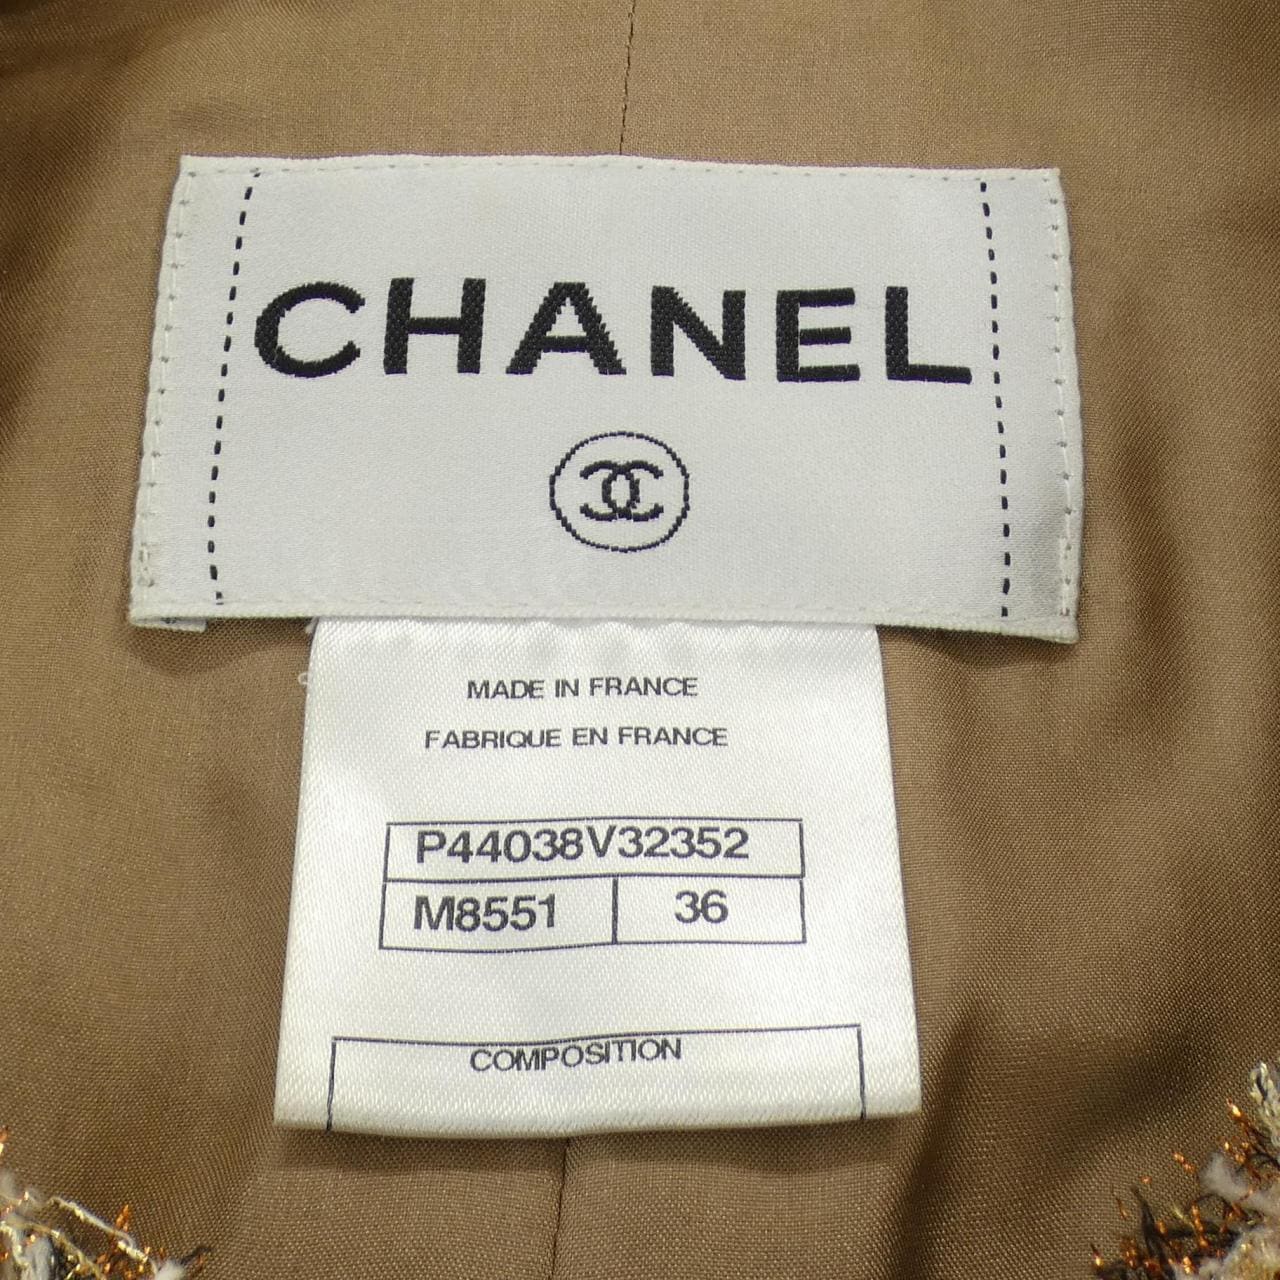 CHANEL
MADE IN FRANCE
FABRIQUE EN FRANCE
P44038V32352
M8551 36
COMPOSITION